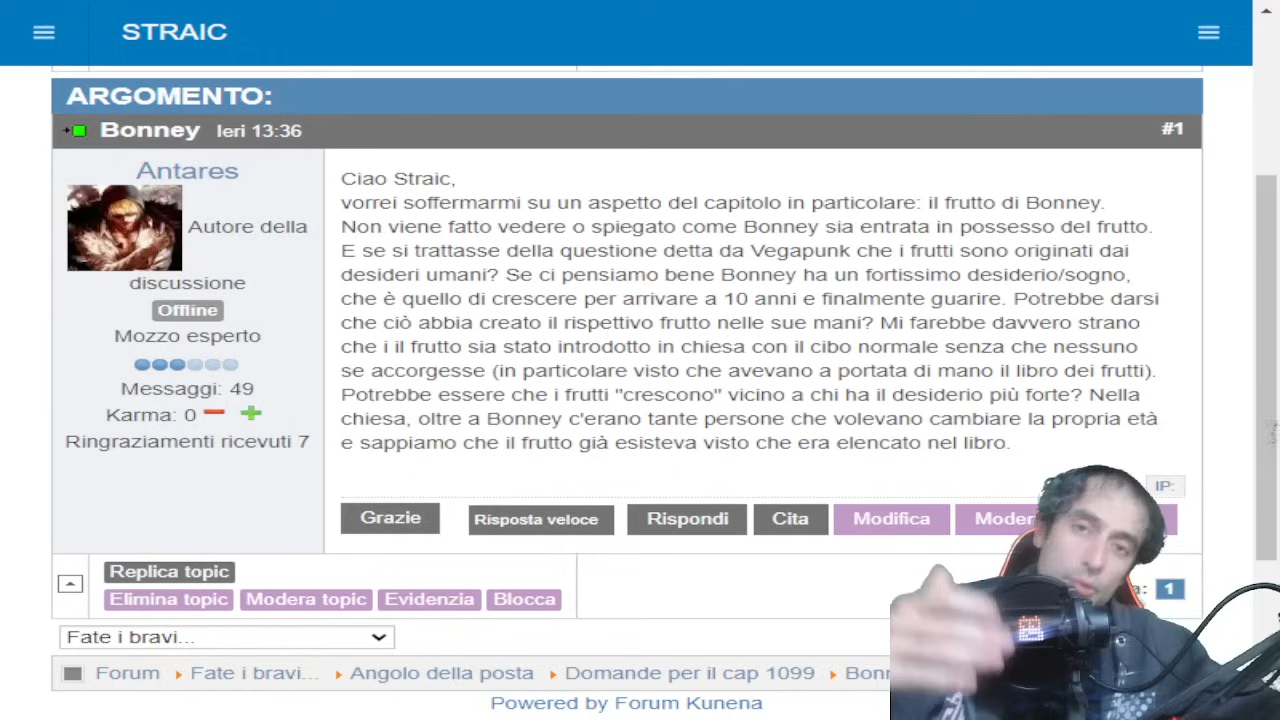 STRAIC
ARGOMENTO:
Bonney Ieri 13:36
#1
Antares
Autore della
discussione
Offline
Mozzo esperto
Messaggi: 49
Karma: 0
Ringraziamenti ricevuti 7
Ciao Straic,
vorrei soffermarmi su un aspetto del capitolo in particolare: il frutto di Bonney.
Non viene fatto vedere o spiegato come Bonney sia entrata in possesso del frutto.
E se si trattasse della questione detta da Vegapunk che i frutti sono originati dai
desideri umani? Se ci pensiamo bene Bonney ha un fortissimo desiderio/sogno,
che è quello di crescere per arrivare a 10 anni e finalmente guarire. Potrebbe darsi
che ciò abbia creato il rispettivo frutto nelle sue mani? Mi farebbe davvero strano
che i il frutto sia stato introdotto in chiesa con il cibo normale senza che nessuno
se accorgesse (in particolare visto che avevano a portata di mano il libro dei frutti).
Potrebbe essere che i frutti "crescono" vicino a chi ha il desiderio più forte? Nella
chiesa, oltre a Bonney c'erano tante persone che volevano cambiare la propria età
e sappiamo che il frutto già esisteva visto che era elencato nel libro.
IP:
Grazie Risposta veloce Rispondi Cita Modifica Moder
Replica topic
Elimina topic Modera topic Evidenzia Blocca
a: 1
Fate i bravi...
Forum Fate i bravi... Angolo della posta Domande per il cap 1099 Bonn
Powered by Forum Kunena